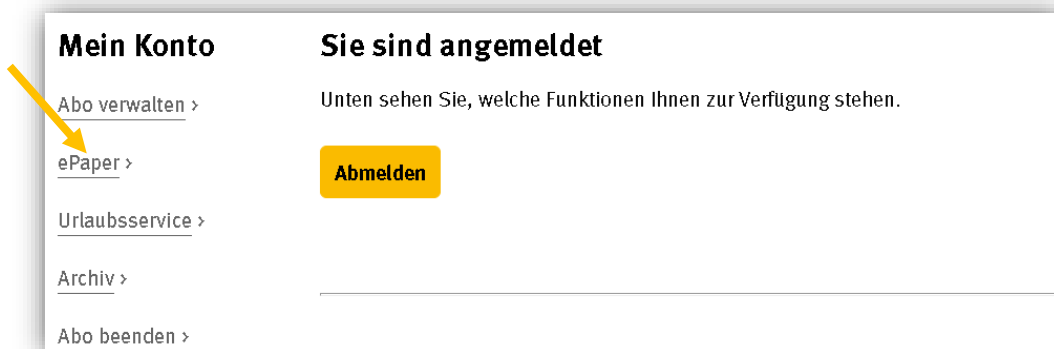 Mein Konto
Abo verwalten >
ePaper >
Urlaubsservice >
Archiv >
Abo beenden >
Sie sind angemeldet
Unten sehen Sie, welche Funktionen Ihnen zur Verfügung stehen.
Abmelden